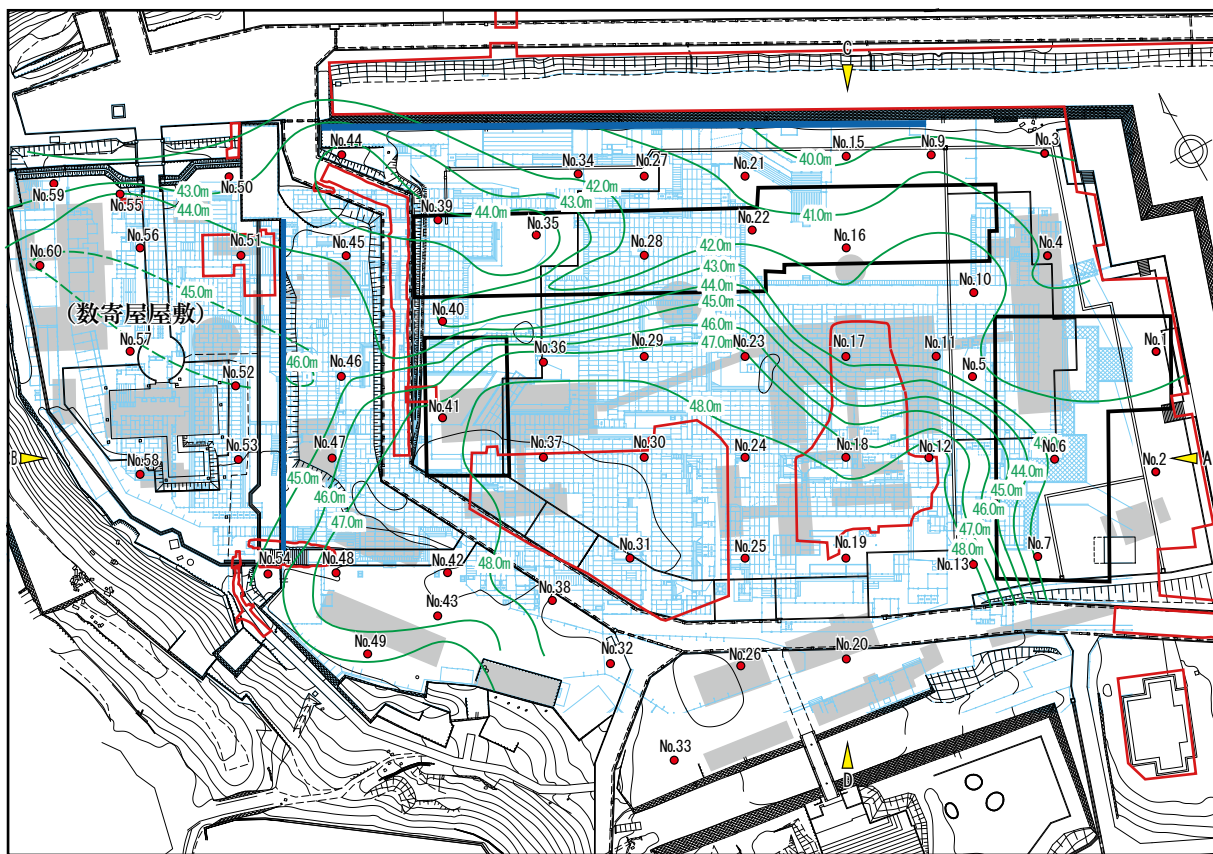 C
No.44
No.34
No.27
No.21
40.0m
No.15
No.9
No.3
No.59
No.55
43.0m
44.0m
No.50
42.0m
43.0m
44.0m
41.0m
No.39
No.35
No.22
No.60
No.56
No.51
No.45
No.28
42.0m
No.16
No.4
43.0m
44.0m
No.10
45.0m
45.0m
(数寄屋屋敷)
No.40
46.0m
No.57
47.0m
No.36
No.29
No.23
No.17
No.11
No.1
46.0m
No.46
No.5
No.52
No.41
48.0m
B
No.58
No.53
No.47
No.37
No.30
No.24
No.18
No.12
No.6
No.2
A
44.0m
45.0m
45.0m
46.0m
46.0m
47.0m
47.0m
48.0m
48.0m
No.54
No.48
No.42
No.31
No.25
No.19
No.13
No.7
No.43
No.38
No.49
No.32
No.26
No.20
No.33
D